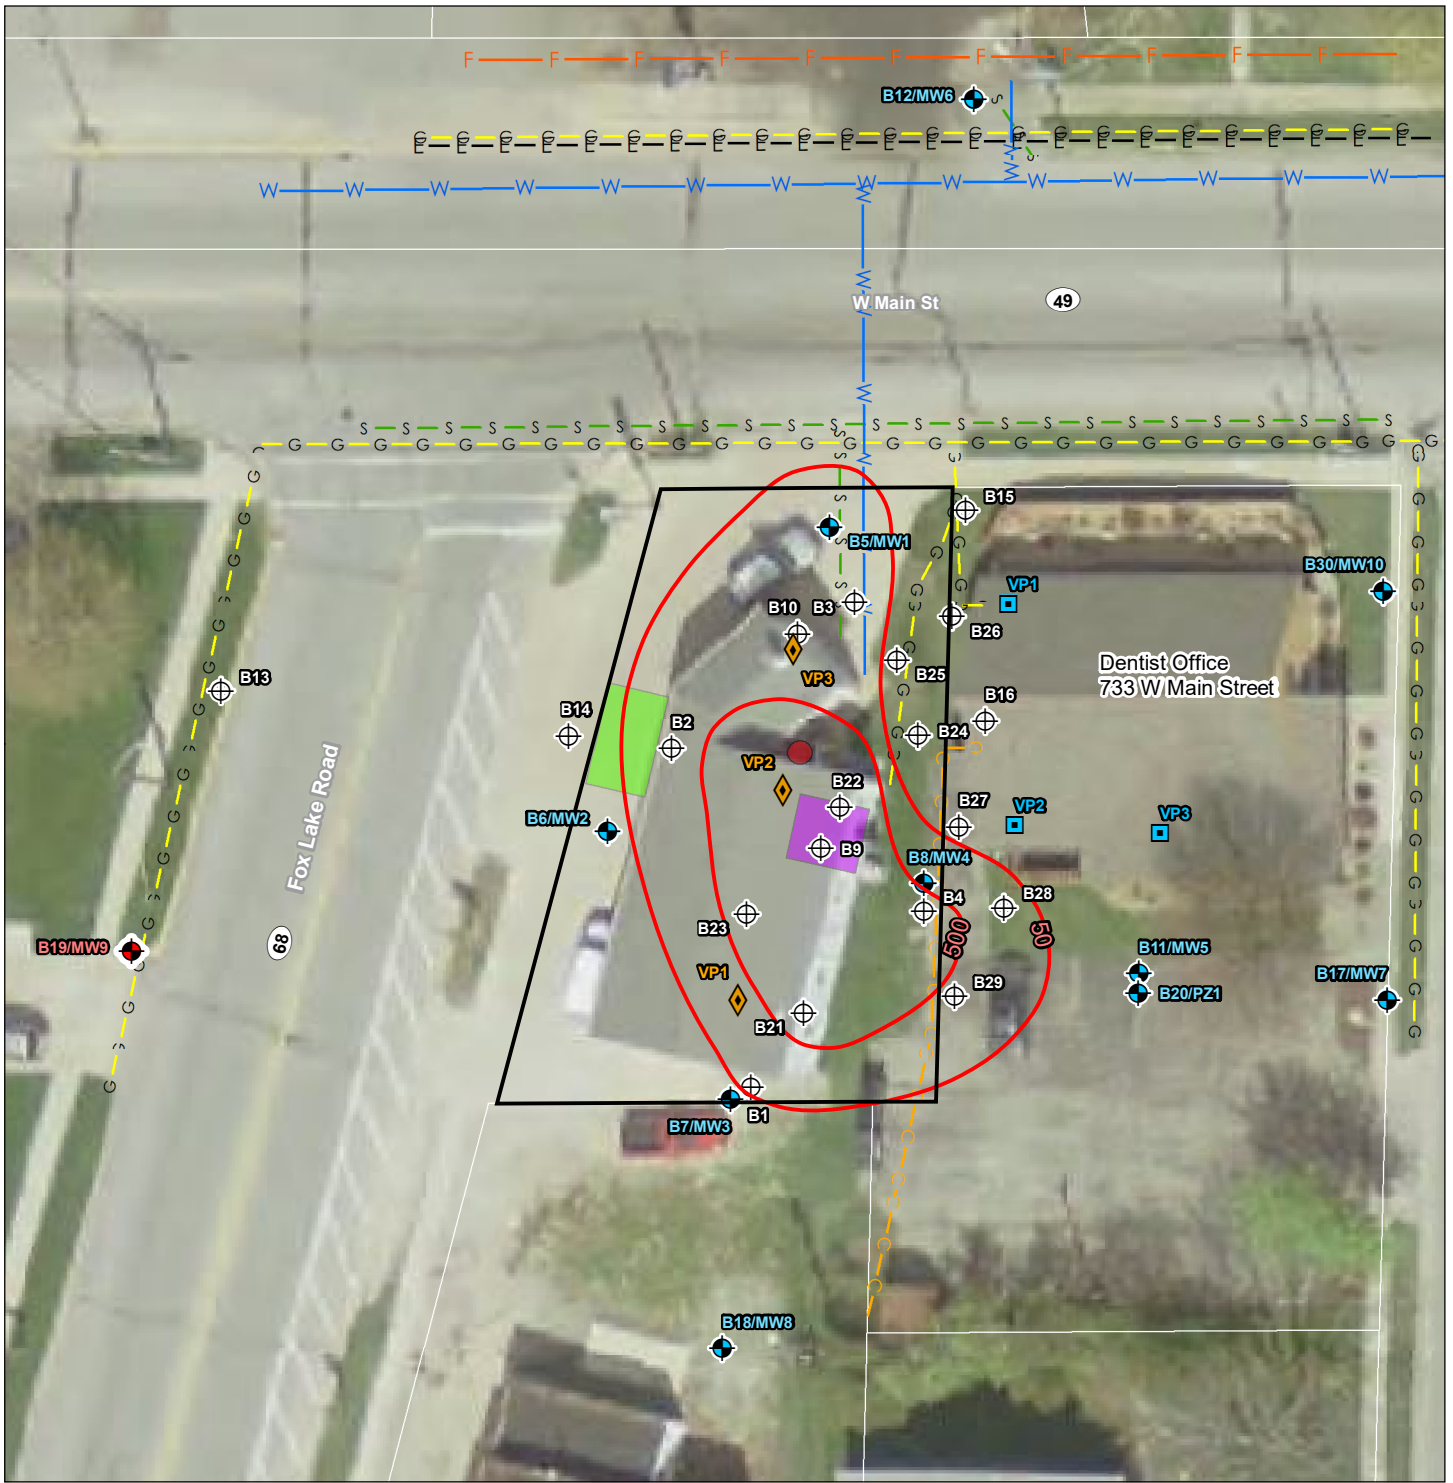 F F F F F F F F F F F
B12/MW6
S
S
W W W W W W W W W W W W W W
W Main St
49
S S S S S S S S S S S S S S S S S S S S S S S S S
G G G G G G G G G G G G G G G G G G G G G G G G G G G G
B15
B5/MW1
B30/MW10
VP1
B10
B3
B26
Dentist Office
733 W Main Street
B25
VP3
B13
B14
B2
B16
B24
VP2
B22
B27
VP2
VP3
B6/MW2
B9
B8/MW4
B4
B28
B23
500
50
Fox Lake Road
68
B19/MW9
VP1
B11/MW5
B20/PZ1
B17/MW7
B29
B21
B1
B7/MW3
B18/MW8